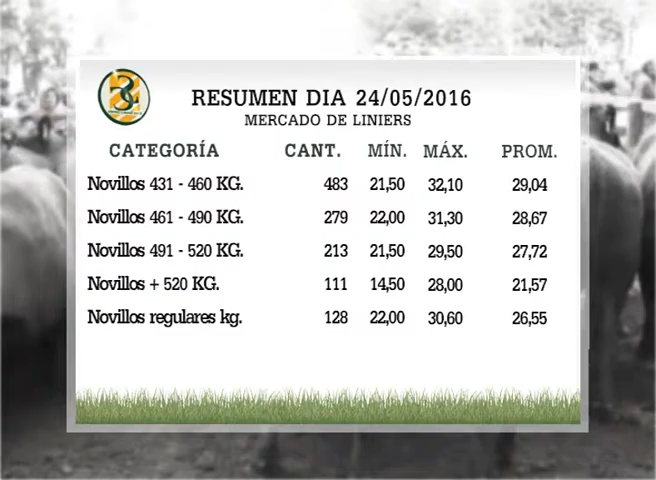 RESUMEN DIA 24/05/2016
MERCADO DE LINIERS
CATEGORÍA CANT. MÍN. MÁX. PROM.
Novillos 431 - 460 KG. 483 21,50 32,10 29,04
Novillos 461 - 490 KG. 279 22,00 31,30 28,67
Novillos 491 - 520 KG. 213 21,50 29,50 27,72
Novillos + 520 KG. 111 14,50 28,00 21,57
Novillos regulares kg. 128 22,00 30,60 26,55